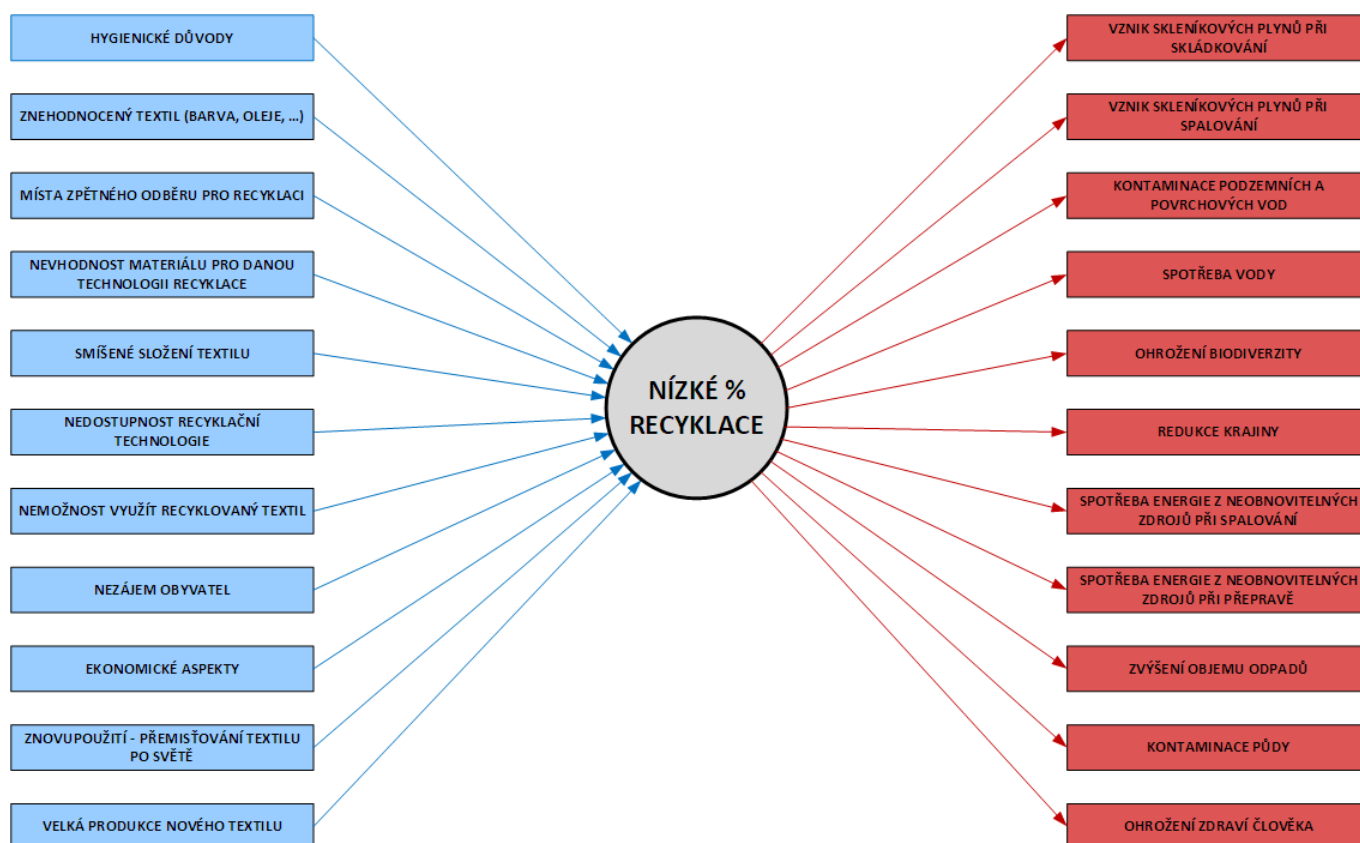 HYGIENICKÉ DŮVODY
ZNEHODNOCENÝ TEXTIL (BARVA, OLEJE, ...)
MÍSTA ZPĚTNÉHO ODBĚRU PRO RECYKLACI
NEVHODNOST MATERIÁLU PRO DANOU
TECHNOLOGII RECYKLACE
SMÍŠENÉ SLOŽENÍ TEXTILU
NEDOSTUPNOST RECYKLAČNÍ
TECHNOLOGIE
NEMOŽNOST VYUŽÍT RECYKLOVANÝ TEXTIL
NEZÁJEM OBYVATEL
EKONOMICKÉ ASPEKTY
ZNOVUPOUŽITÍ - PŘEMISŤOVÁNÍ TEXTILU
PO SVĚTĚ
VELKÁ PRODUKCE NOVÉHO TEXTILU
NÍZKÉ %
RECYKLACE
VZNIK SKLENÍKOVÝCH PLYNŮ PŘI
SKLÁDKOVÁNÍ
VZNIK SKLENÍKOVÝCH PLYNŮ PŘI
SPALOVÁNÍ
KONTAMINACE PODZEMNÍCH A
POVRCHOVÝCH VOD
SPOTŘEBA VODY
OHROŽENÍ BIODIVERZITY
REDUKCE KRAJINY
SPOTŘEBA ENERGIE Z NEOBNOVITELNÝCH
ZDROJŮ PŘI SPALOVÁNÍ
SPOTŘEBA ENERGIE Z NEOBNOVITELNÝCH
ZDROJŮ PŘI PŘEPRAVĚ
ZVÝŠENÍ OBJEMU ODPADŮ
KONTAMINACE PŮDY
OHROŽENÍ ZDRAVÍ ČLOVĚKA